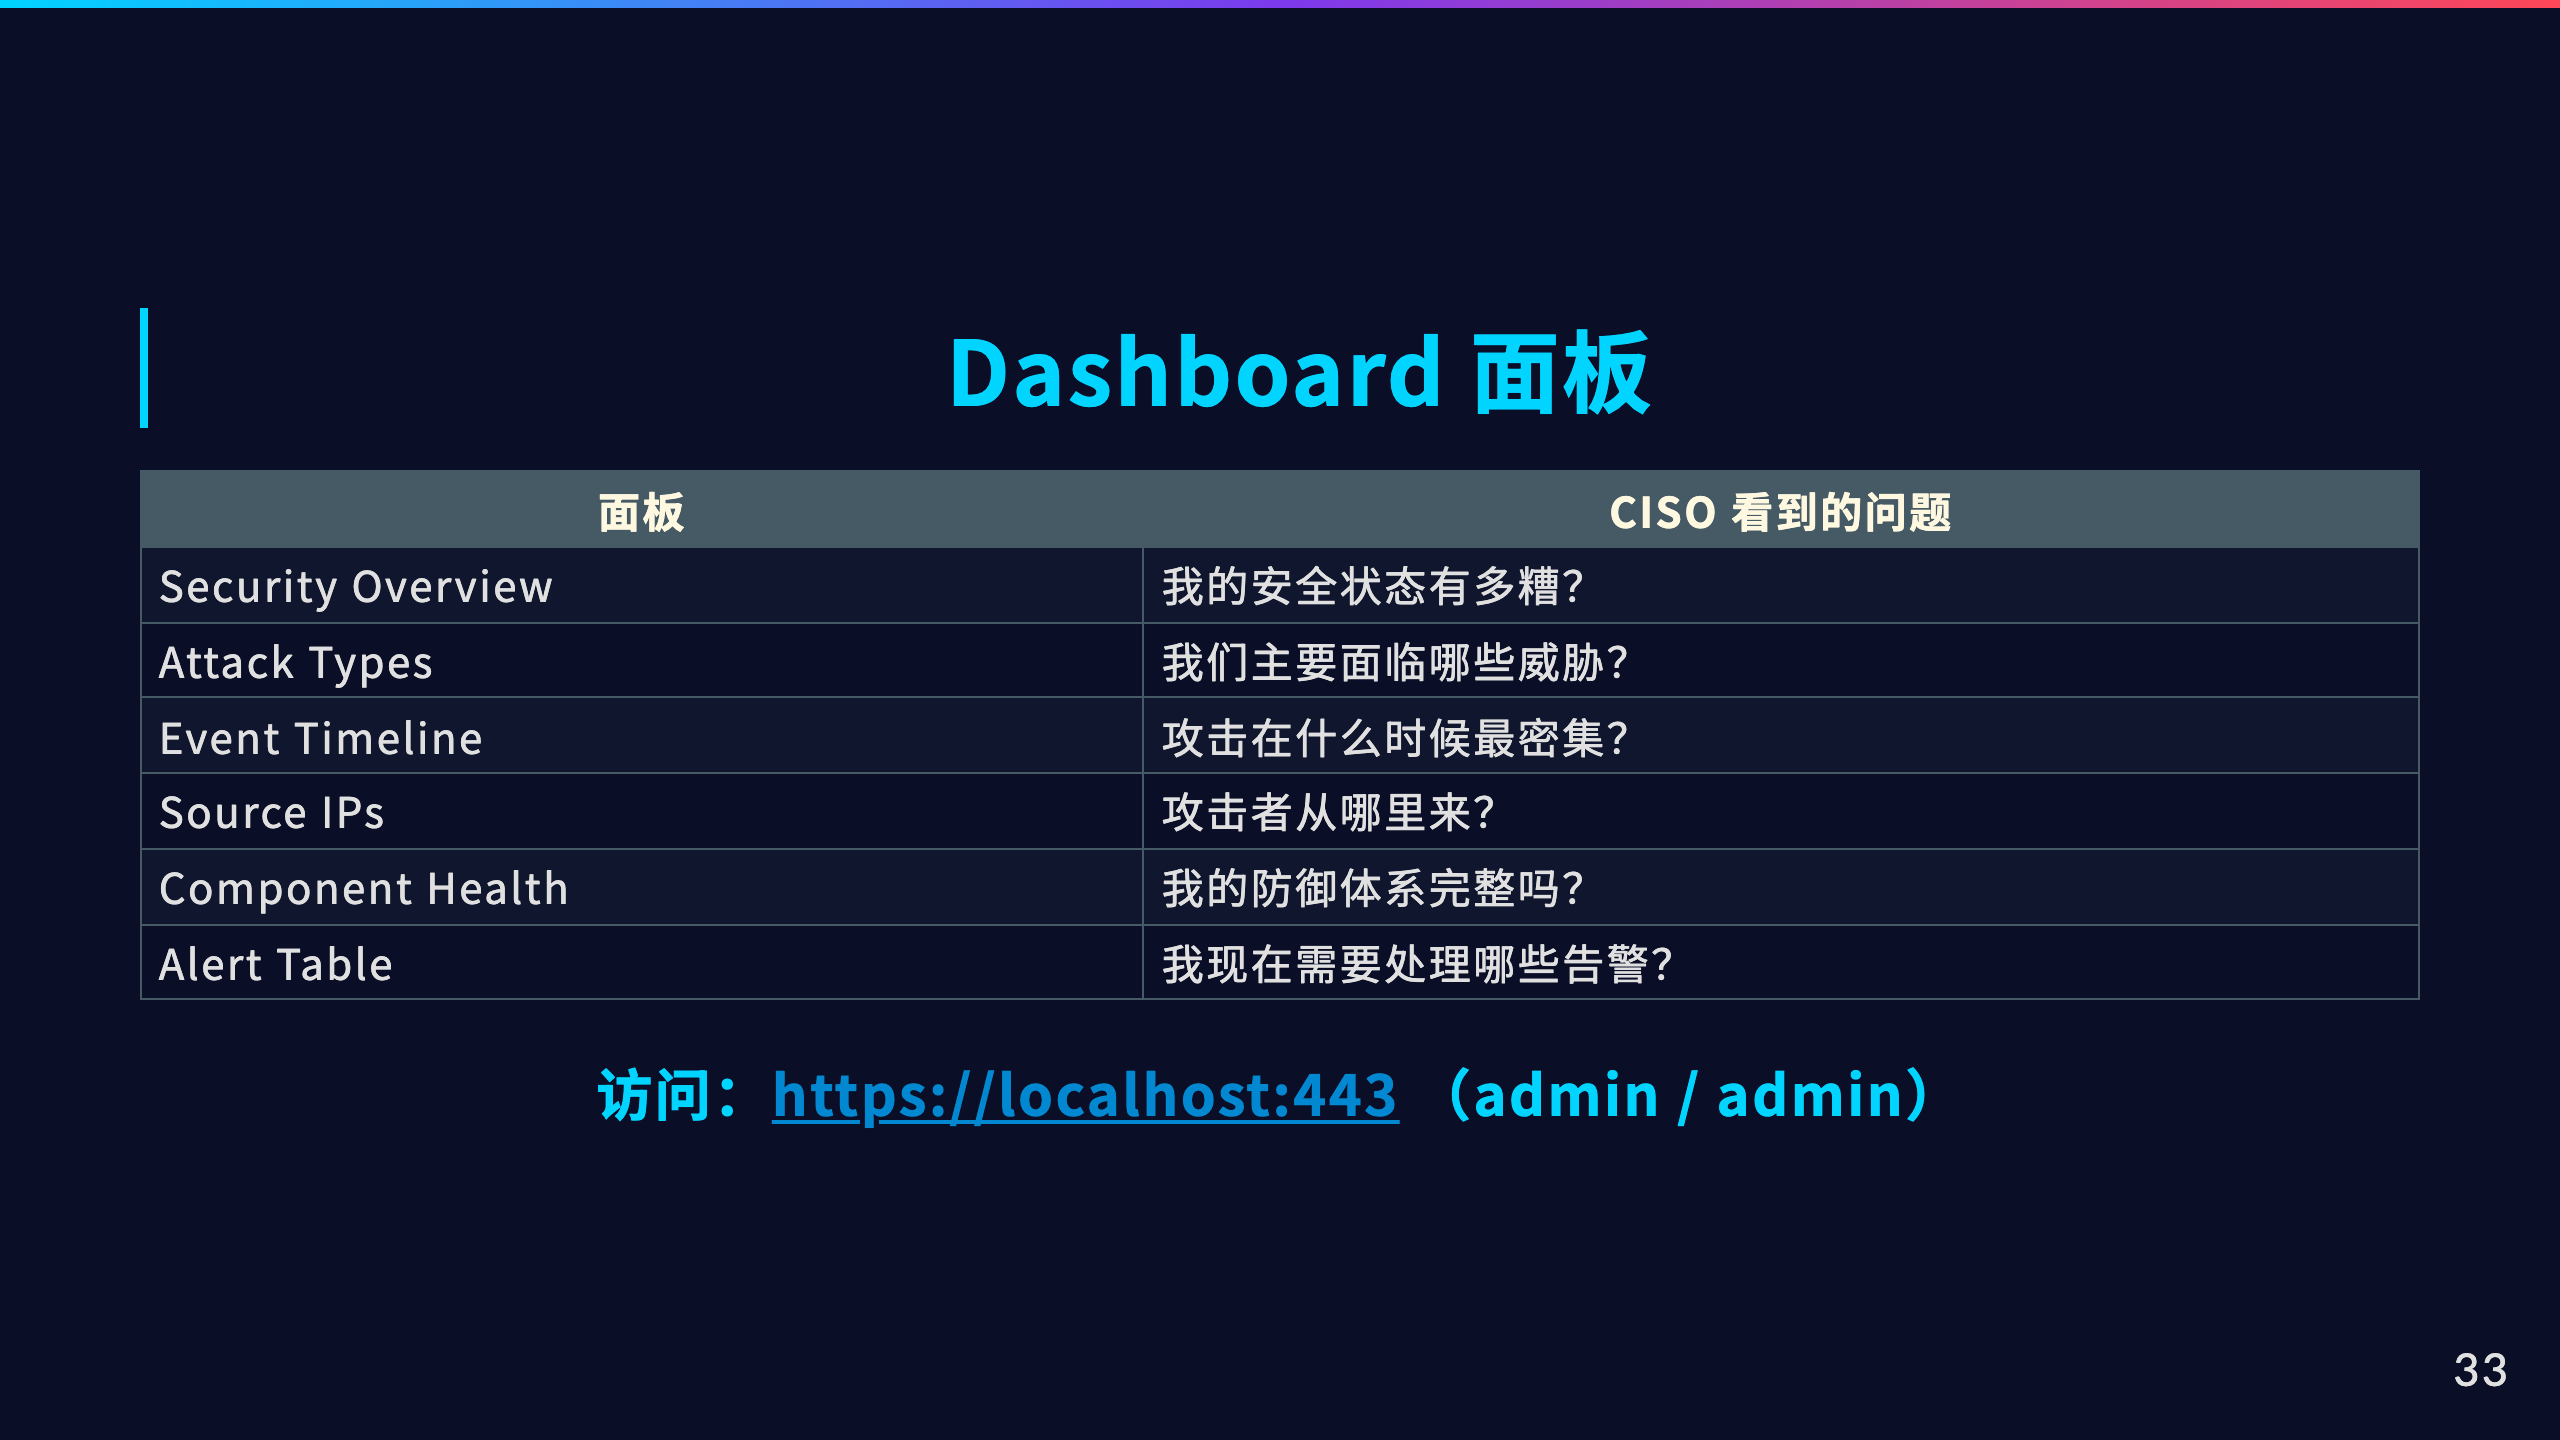 Dashboard 面板
面板 CISO 看到的问题
Security Overview 我的安全状态有多糟？
Attack Types 我们主要面临哪些威胁？
Event Timeline 攻击在什么时候最密集？
Source IPs 攻击者从哪里来？
Component Health 我的防御体系完整吗？
Alert Table 我现在需要处理哪些告警？
访问：https://localhost:443（admin / admin）
33